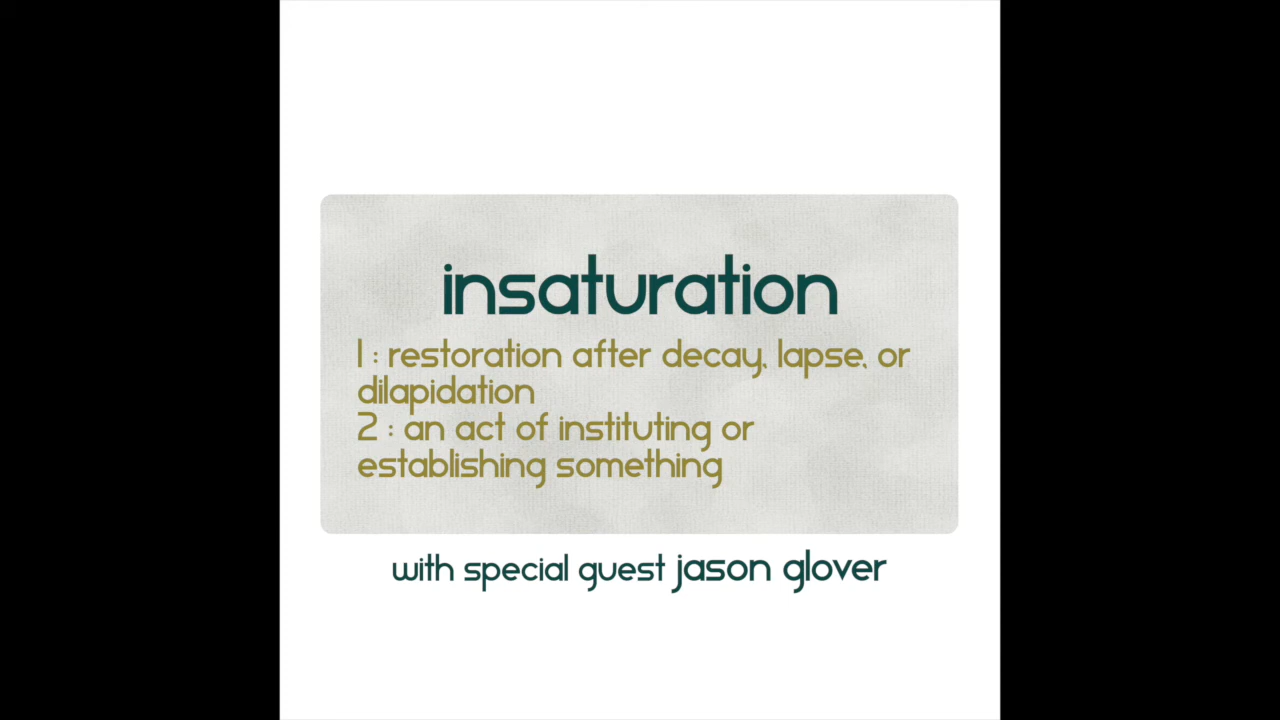 insaturation
1 : restoration after decay, lapse, or
dilapidation
2 : an act of instituting or
establishing something
with special guest jason glover